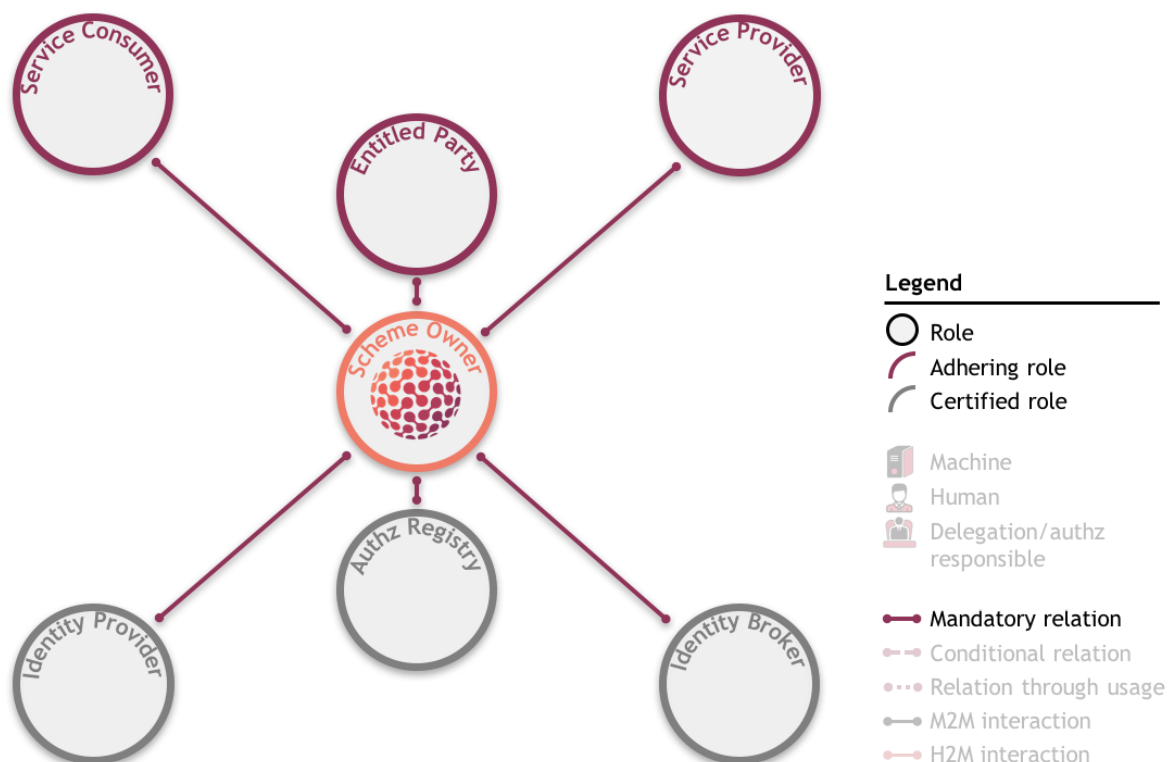 Service Consumer
Service Provider
Entitled Party
Scheme Owner
Authz Registry
Identity Provider
Identity Broker
Legend
Role
Adhering role
Certified role
Machine
Human
Delegation/authz
responsible
Mandatory relation
Conditional relation
Relation through usage
M2M interaction
H2M interaction